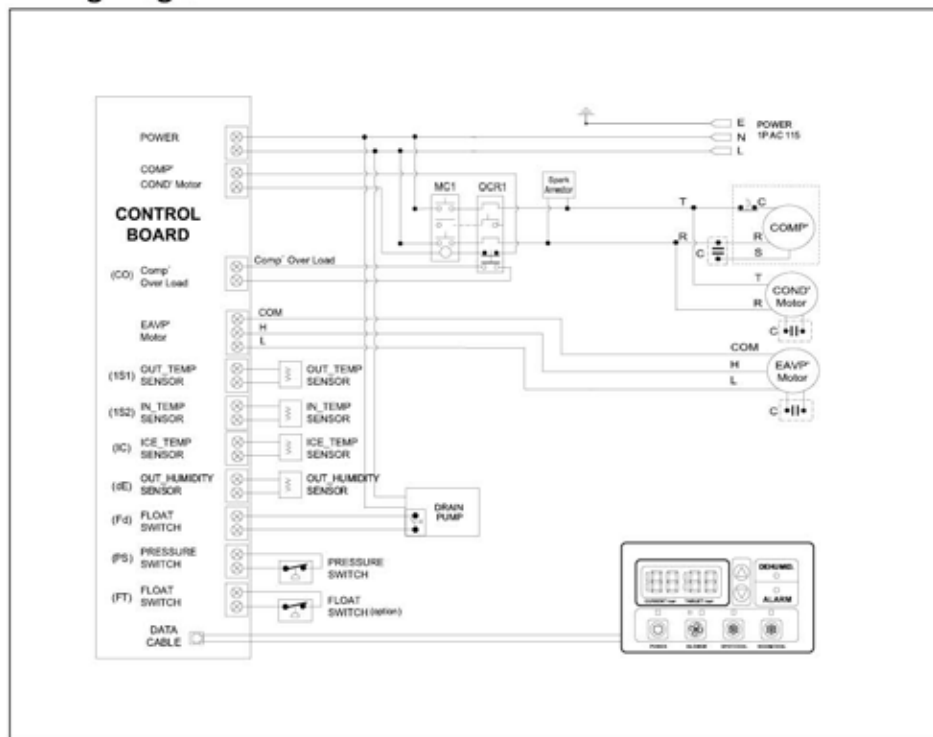 POWER
COMP'
COND' Motor
CONTROL
BOARD
(CO) Comp'
Over Load
EAVP'
Motor
(1S1) OUT_TEMP
SENSOR
(1S2) IN_TEMP
SENSOR
(IC) ICE_TEMP
SENSOR
(dE) OUT_HUMIDITY
SENSOR
(Fd) FLOAT
SWITCH
(PS) PRESSURE
SWITCH
(FT) FLOAT
SWITCH
DATA
CABLE
Comp' Over Load
COM
H
L
OUT_TEMP
SENSOR
IN_TEMP
SENSOR
ICE_TEMP
SENSOR
OUT_HUMIDITY
SENSOR
DRAIN
PUMP
PRESSURE
SWITCH
FLOAT
SWITCH (option)
MC1
OCR1
Spark
Arrestor
E
N
L
POWER
1P AC 115
T
R
C
COMP'
R
S
C
T
R
COND'
Motor
C
COM
H
L
EAVP'
Motor
C
DEHUMID.
ALARM
POWER